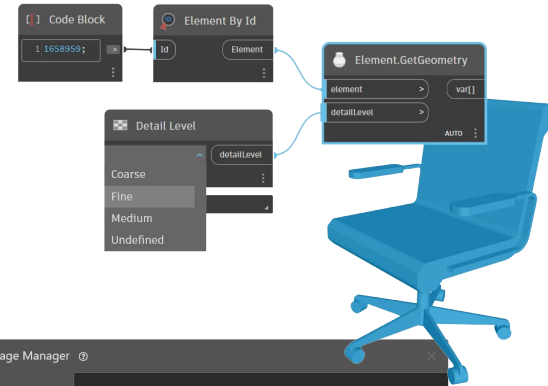 [ ] Code Block
1 1658959; >
Element By Id
Id Element
Element.GetGeometry
element > var[]
detailLevel >
AUTO
Detail Level
detailLevel
Coarse
Fine
Medium
Undefined
age Manager ?